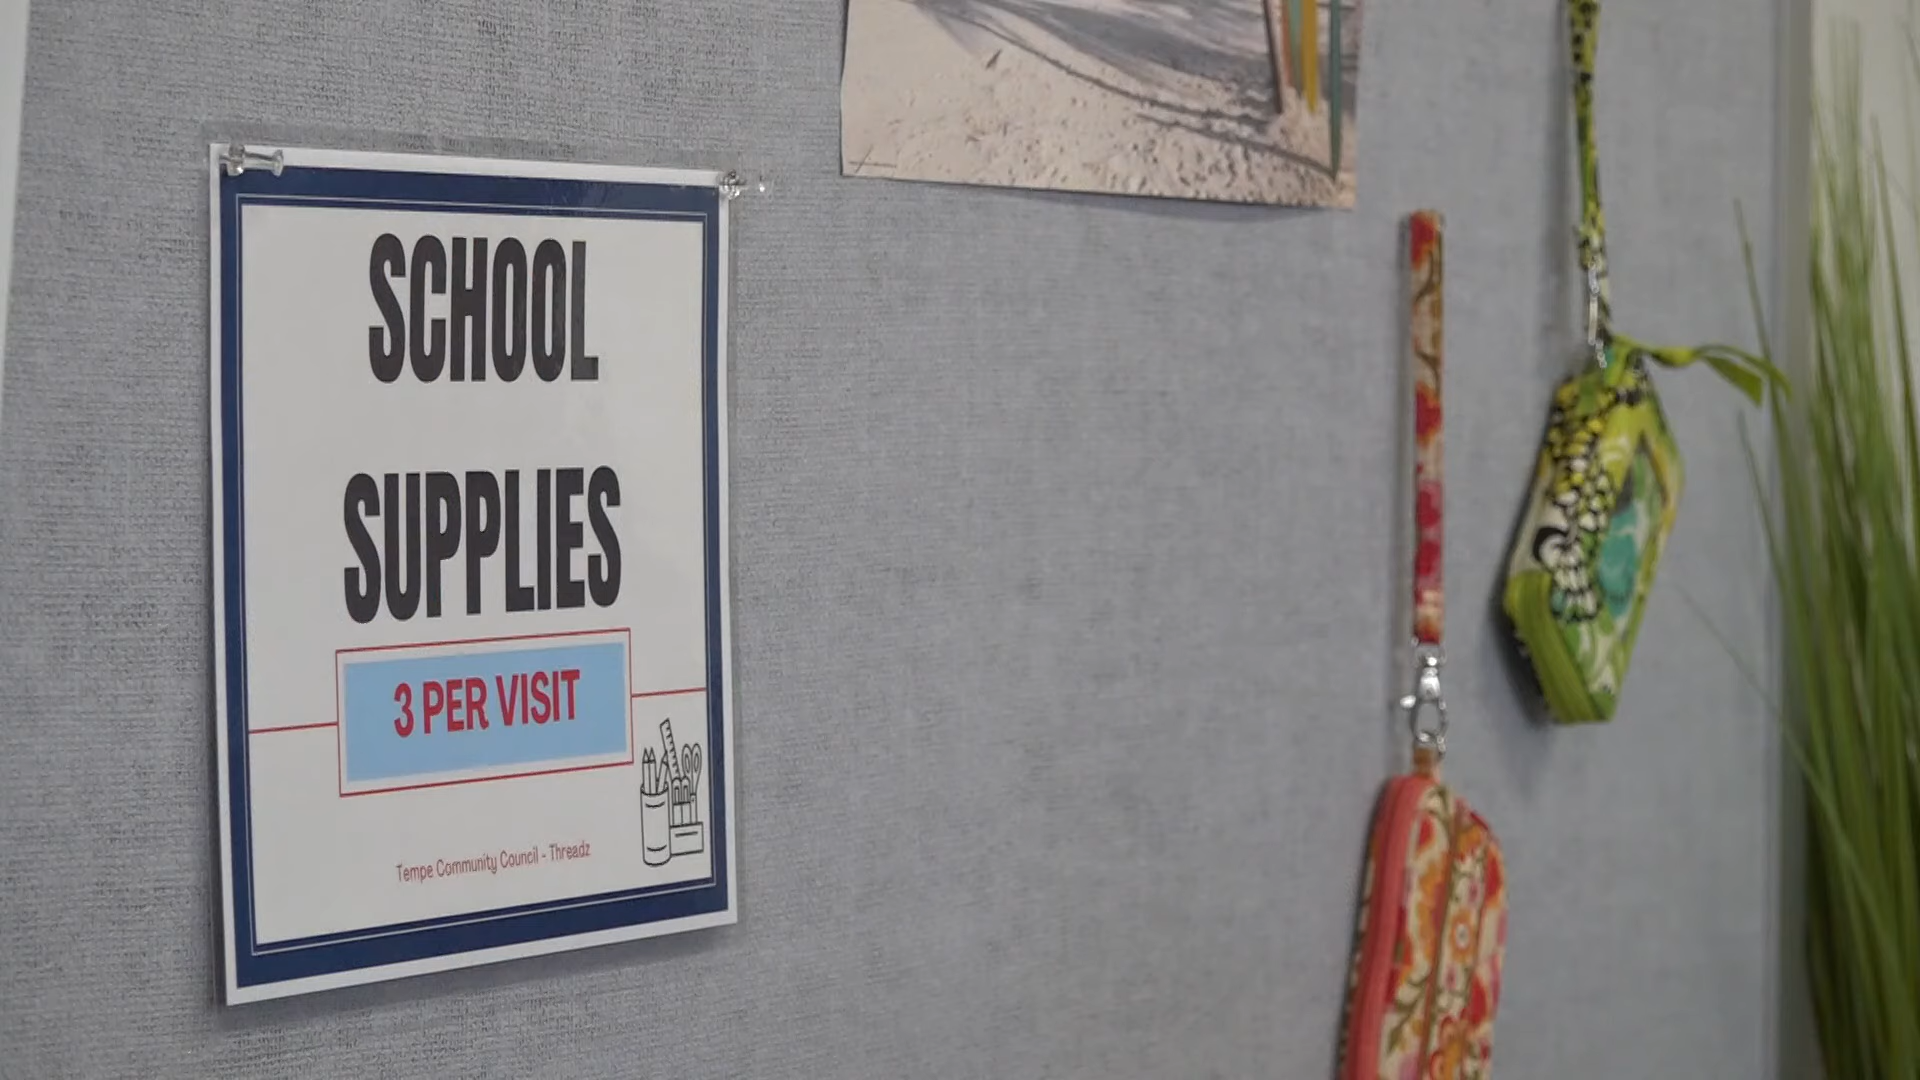 SCHOOL
SUPPLIES
3 PER VISIT
Tempe Community Council - Threadz